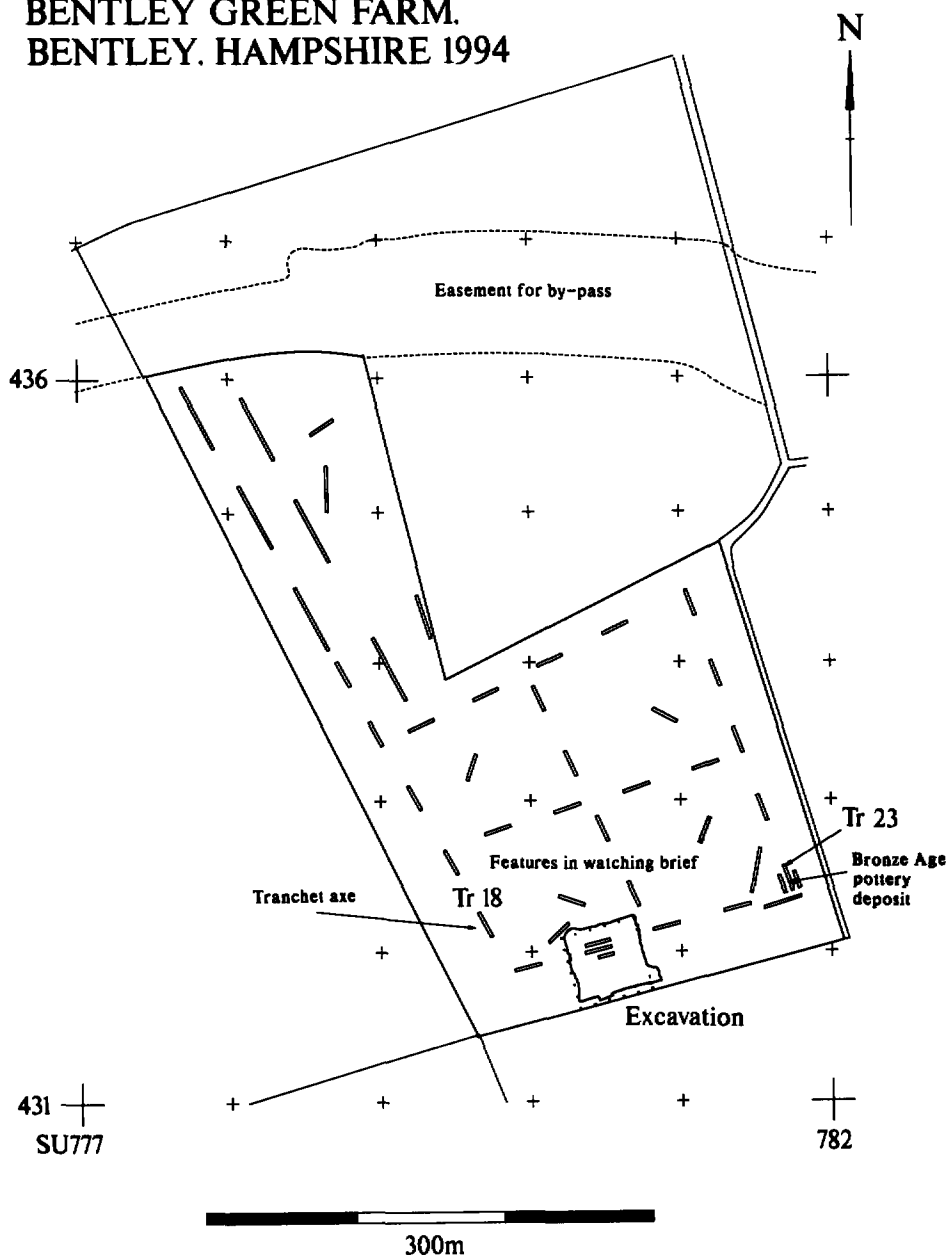 BENTLEY GREEN FARM.
BENTLEY. HAMPSHIRE 1994
N
Easement for by-pass
436
Tr 23
Features in watching brief
Bronze Age
pottery
deposit
Tranchet axe
Tr 18
Excavation
431
SU777
782
300m